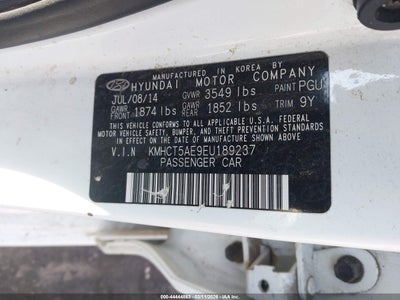 MANUFACTURED IN KOREA BY
HYUNDAI MOTOR COMPANY
JUL/08/14 GVWR 3549 lbs PAINT PGU
GAWR FRONT 1874 lbs GAWR REAR 1852 lbs TRIM 9Y
THIS VEHICLE CONFORMS TO ALL APPLICABLE U.S.A. FEDERAL
MOTOR VEHICLE SAFETY, BUMPER, AND THEFT PREVENTION
STANDARDS IN EFFECT ON THE DATE OF MANUFACTURE SHOWN ABOVE.
V.I.N KMHCT5AE9EU189237
PASSENGER CAR